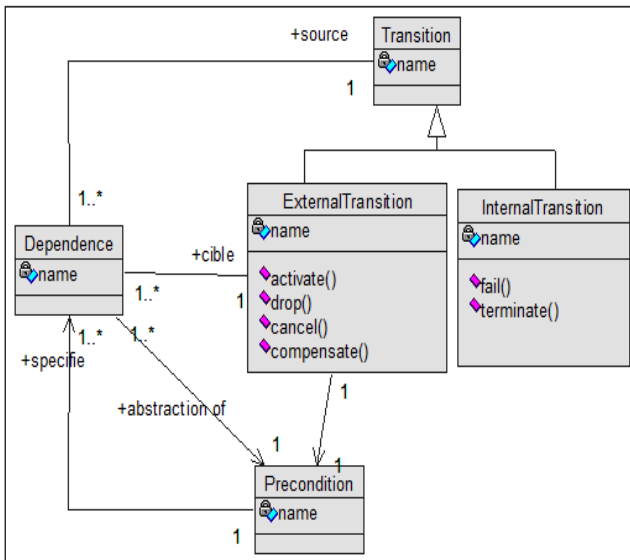 Transition
name
+source
1
1..*
Dependence
name
+cible
1..*
1
ExternalTransition
name
activate()
drop()
cancel()
compensate()
InternalTransition
name
fail()
terminate()
1..*
1..*
+specifie
+abstraction of
1
1
1
1
Precondition
name